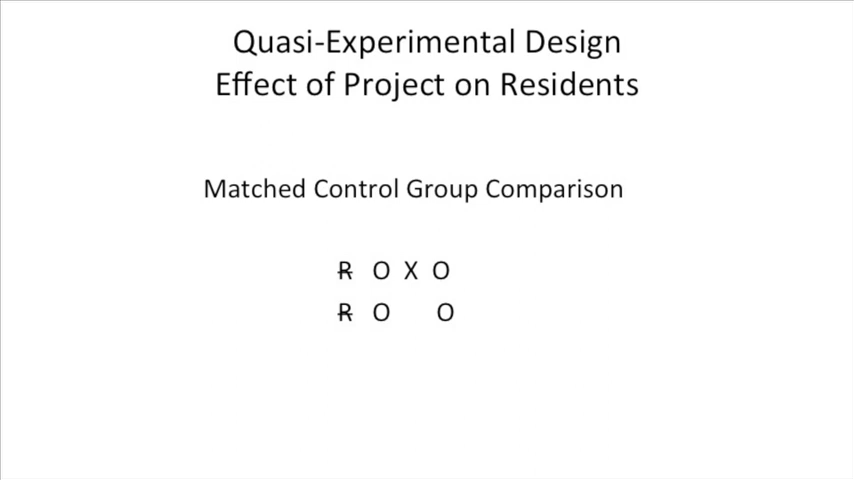 Quasi-Experimental Design
Effect of Project on Residents
Matched Control Group Comparison
R̶ O X O
R̶ O O